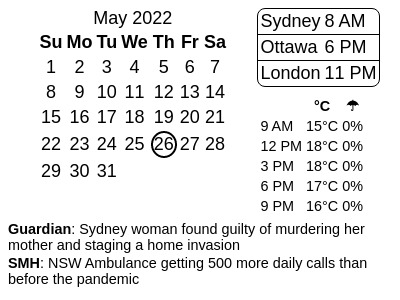 May 2022
Su Mo Tu We Th Fr Sa
1 2 3 4 5 6 7
8 9 10 11 12 13 14
15 16 17 18 19 20 21
22 23 24 25 26 27 28
29 30 31
Sydney 8 AM
Ottawa 6 PM
London 11 PM
°C ☂
9 AM 15°C 0%
12 PM 18°C 0%
3 PM 18°C 0%
6 PM 17°C 0%
9 PM 16°C 0%
Guardian: Sydney woman found guilty of murdering her
mother and staging a home invasion
SMH: NSW Ambulance getting 500 more daily calls than
before the pandemic